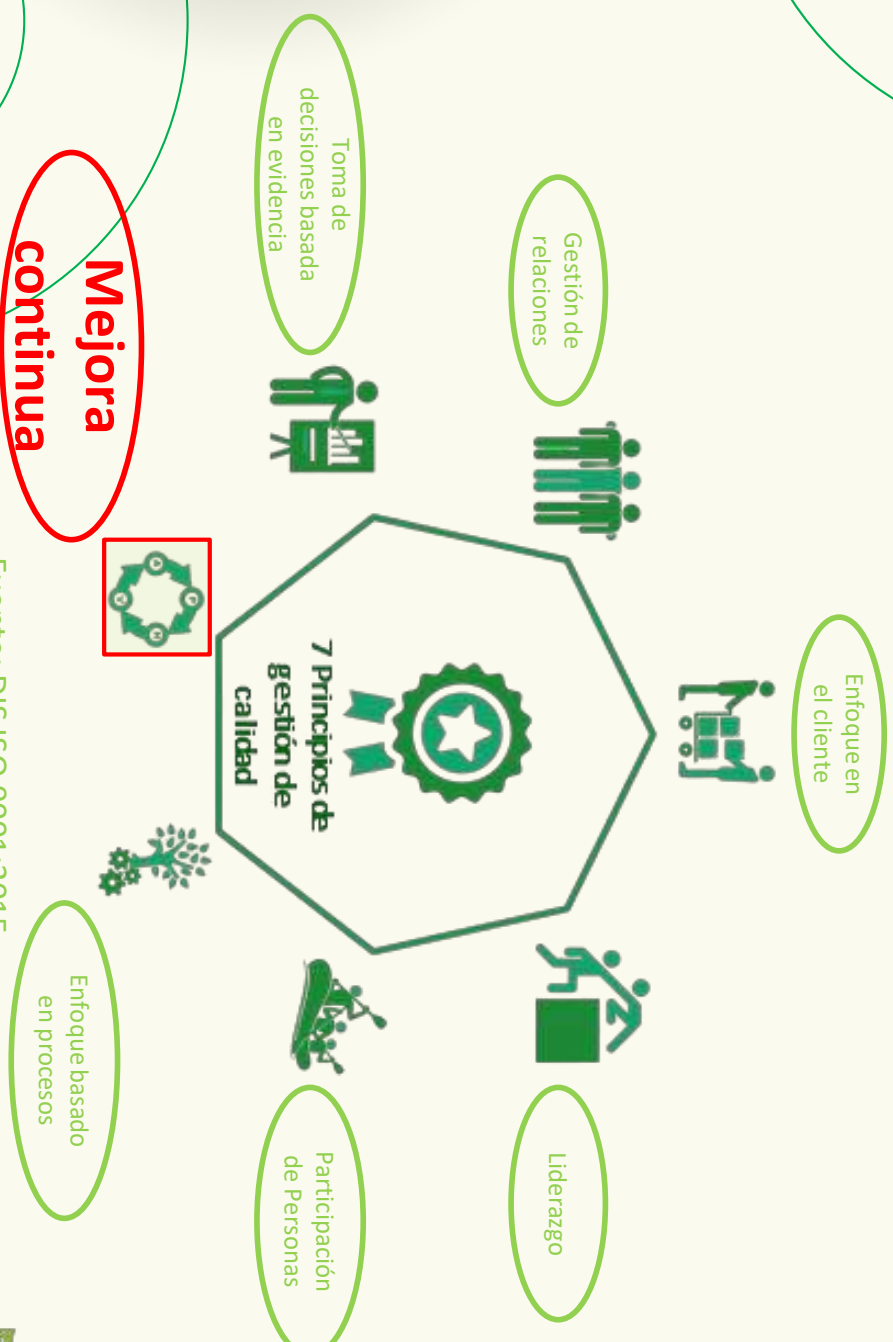 Enfoque en
el cliente
Gestión de
relaciones
Liderazgo
Toma de
decisiones basada
en evidencia
7 Principios de
gestión de
calidad
Participación
de Personas
Mejora
continua
Enfoque basado
en procesos